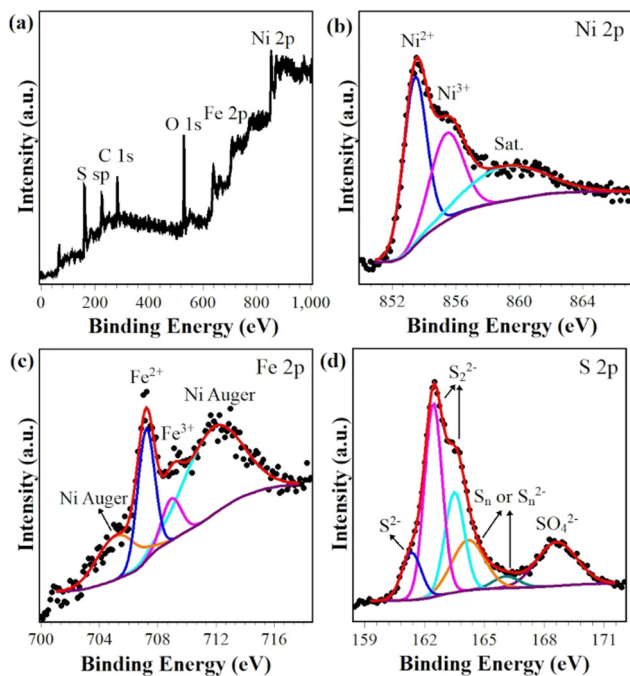 (a)
Ni 2p
Fe 2p
O 1s
C 1s
S sp
Intensity (a.u.)
0 200 400 600 800 1,000
Binding Energy (eV)
(b)
Ni 2p
Ni²⁺
Ni³⁺
Sat.
Intensity (a.u.)
852 856 860 864
Binding Energy (eV)
(c)
Fe 2p
Fe²⁺
Ni Auger
Fe³⁺
Ni Auger
Intensity (a.u.)
700 704 708 712 716
Binding Energy (eV)
(d)
S 2p
S₂²⁻
Sₙ or Sₙ²⁻
S²⁻
SO₄²⁻
Intensity (a.u.)
159 162 165 168 171
Binding Energy (eV)